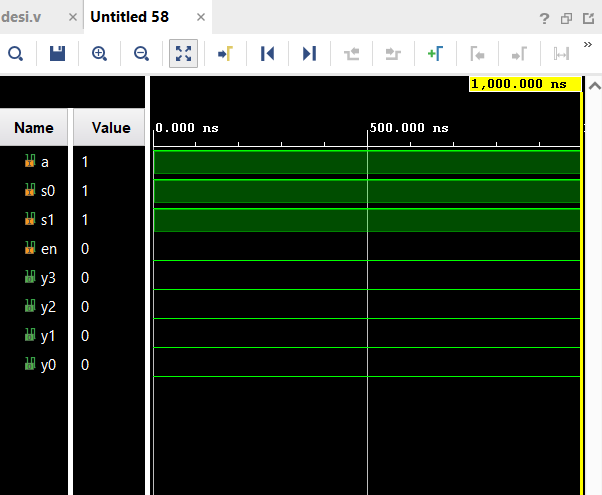 desi.v × Untitled 58 × ?
»
1,000.000 ns
Name Value 0.000 ns 500.000 ns
a 1
s0 1
s1 1
en 0
y3 0
y2 0
y1 0
y0 0